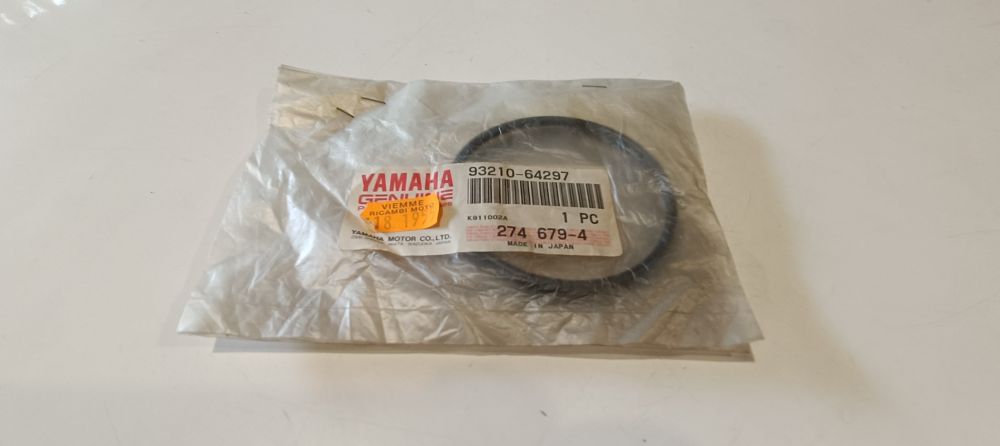 YAMAHA
GENUINE
93210-64297
VIEMME
RICAMBI MOTO
K911002A
1 PC
YAMAHA MOTOR CO.,LTD.
274 679-4
MADE IN JAPAN